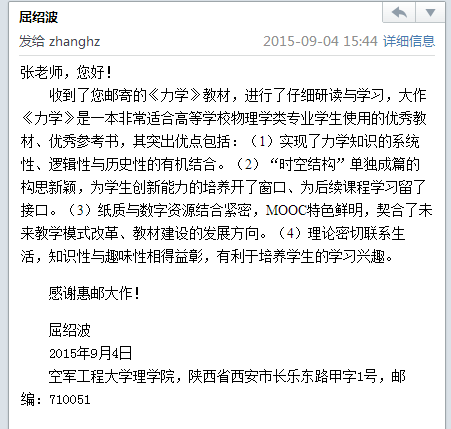 屈绍波
发给 zhanghz
2015-09-04 15:44 详细信息
张老师，您好！
收到了您邮寄的《力学》教材，进行了仔细研读与学习，大作
《力学》是一本非常适合高等学校物理学类专业学生使用的优秀教
材、优秀参考书，其突出优点包括：（1）实现了力学知识的系统
性、逻辑性与历史性的有机结合。（2）“时空结构”单独成篇的
构思新颖，为学生创新能力的培养开了窗口、为后续课程学习留了
接口。（3）纸质与数字资源结合紧密，MOOC特色鲜明，契合了未
来教学模式改革、教材建设的发展方向。（4）理论密切联系生
活，知识性与趣味性相得益彰，有利于培养学生的学习兴趣。
感谢惠邮大作！
屈绍波
2015年9月4日
空军工程大学理学院，陕西省西安市长乐东路甲字1号，邮
编：710051